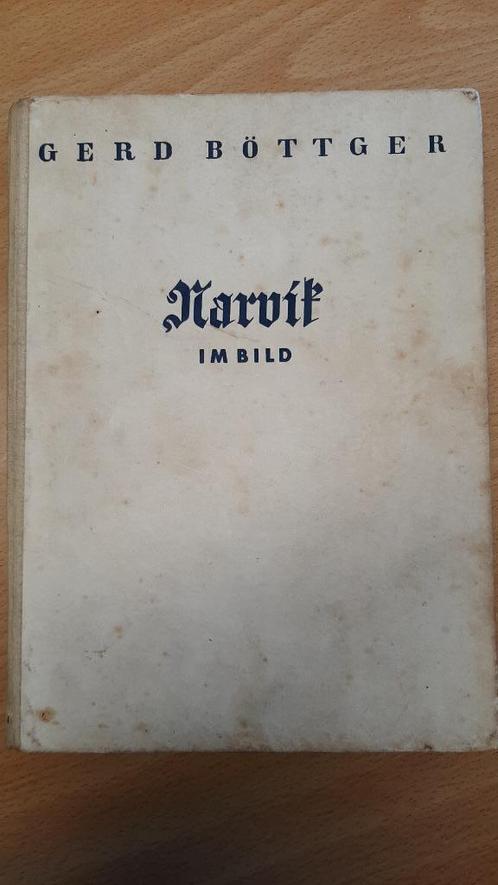 GERD BÖTTGER
Narvik
IM BILD